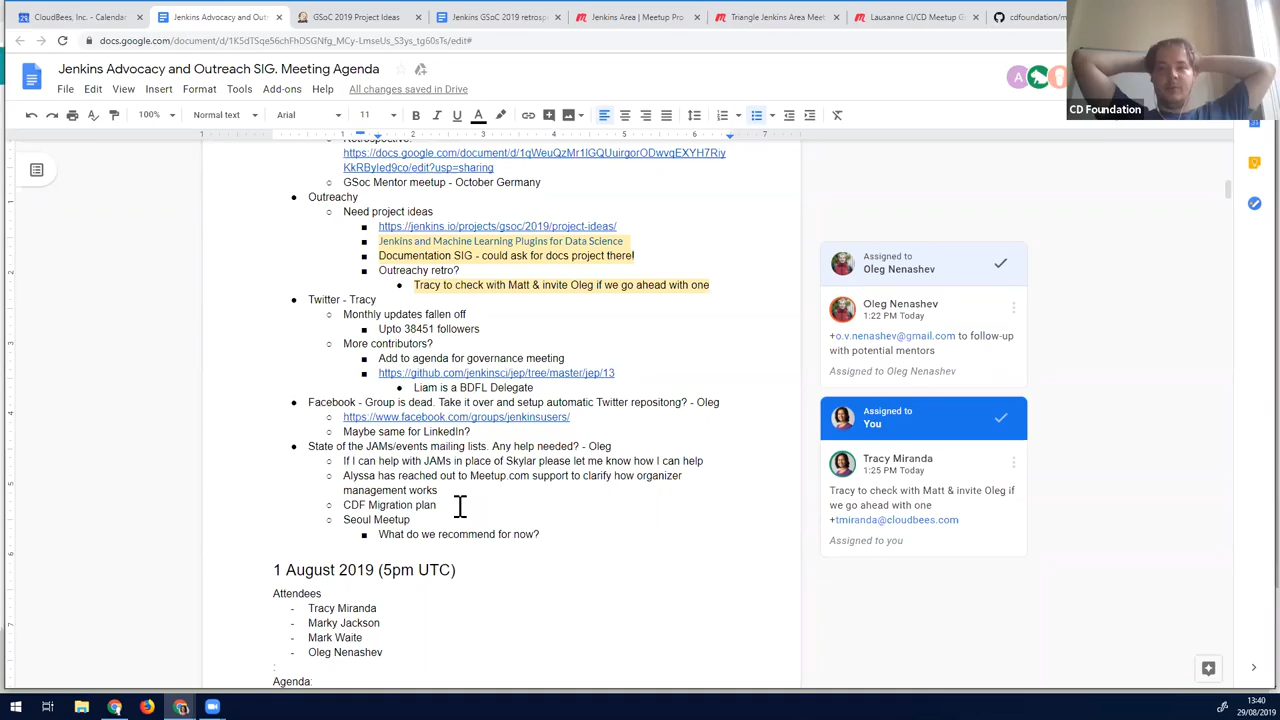 CloudBees, Inc. - Calendar
Jenkins Advocacy and Outr
GSoC 2019 Project Ideas
Jenkins GSoC 2019 retrosp
Jenkins Area | Meetup Pro
Triangle Jenkins Area Meet
Lausanne CI/CD Meetup G
cdfoundation/m
docs.google.com/document/d/1K5dTSqe56chFhDSGNfg_MCy-LmseUs_S3ys_tg60sTs/edit#
Jenkins Advocacy and Outreach SIG. Meeting Agenda
File Edit View Insert Format Tools Add-ons Help All changes saved in Drive
100% Normal text Arial 11
CD Foundation
Retrospective:
https://docs.google.com/document/d/1qWeuQzMr1IGQUuirgorODwvqEXYH7Riy
KkRByIed9co/edit?usp=sharing
GSoc Mentor meetup - October Germany
Outreachy
Need project ideas
https://jenkins.io/projects/gsoc/2019/project-ideas/
Jenkins and Machine Learning Plugins for Data Science
Documentation SIG - could ask for docs project there!
Outreachy retro?
Tracy to check with Matt & invite Oleg if we go ahead with one
Twitter - Tracy
Monthly updates fallen off
Upto 38451 followers
More contributors?
Add to agenda for governance meeting
https://github.com/jenkinsci/jep/tree/master/jep/13
Liam is a BDFL Delegate
Facebook - Group is dead. Take it over and setup automatic Twitter repositong? - Oleg
https://www.facebook.com/groups/jenkinsusers/
Maybe same for LinkedIn?
State of the JAMs/events mailing lists. Any help needed? - Oleg
If I can help with JAMs in place of Skylar please let me know how I can help
Alyssa has reached out to Meetup.com support to clarify how organizer
management works
CDF Migration plan
Seoul Meetup
What do we recommend for now?
1 August 2019 (5pm UTC)
Attendees
- Tracy Miranda
- Marky Jackson
- Mark Waite
- Oleg Nenashev
:
Agenda:
Assigned to
Oleg Nenashev
Oleg Nenashev
1:22 PM Today
+o.v.nenashev@gmail.com to follow-up
with potential mentors
Assigned to Oleg Nenashev
Assigned to
You
Tracy Miranda
1:25 PM Today
Tracy to check with Matt & invite Oleg if
we go ahead with one
+tmiranda@cloudbees.com
Assigned to you
13:40
29/08/2019